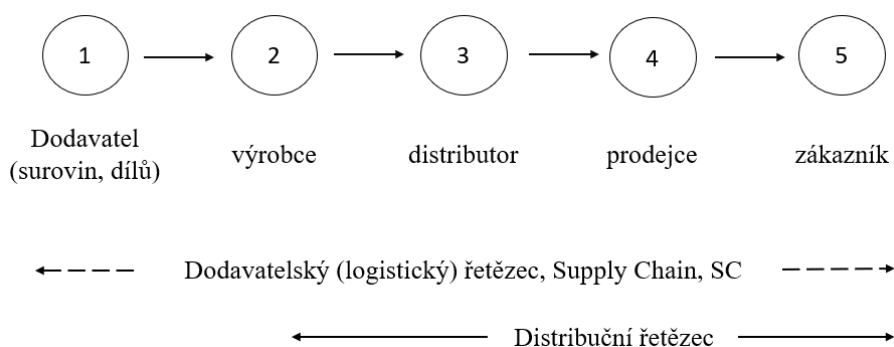 1 2 3 4 5
Dodavatel
(surovin, dílů)
výrobce
distributor
prodejce
zákazník
Dodavatelský (logistický) řetězec, Supply Chain, SC
Distribuční řetězec